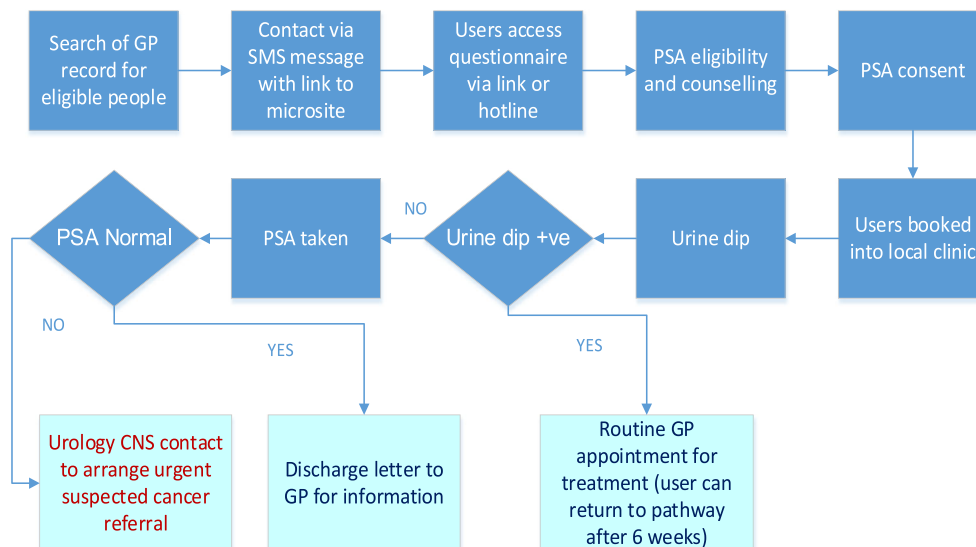 Search of GP
record for
eligible people
Contact via
SMS message
with link to
microsite
Users access
questionnaire
via link or
hotline
PSA eligibility
and counselling
PSA consent
Users booked
into local clinic
Urine dip
Urine dip +ve
NO
PSA taken
PSA Normal
NO
YES
YES
Urology CNS contact
to arrange urgent
suspected cancer
referral
Discharge letter to
GP for information
Routine GP
appointment for
treatment (user can
return to pathway
after 6 weeks)